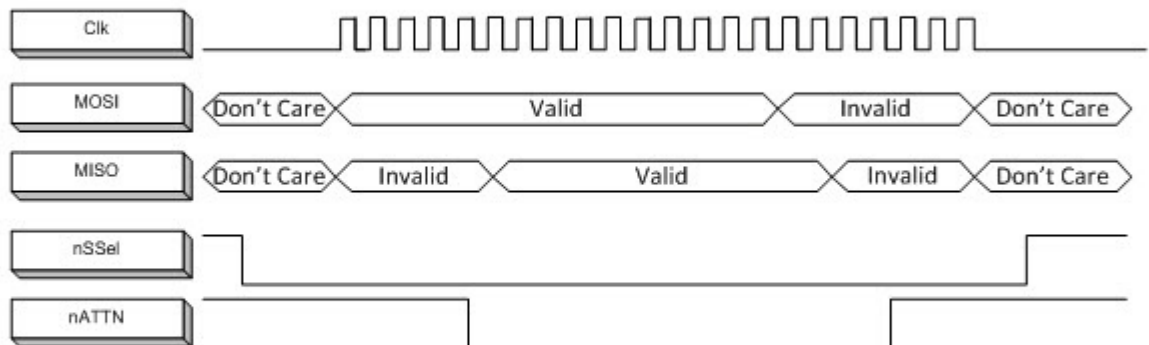 Clk
MOSI Don't Care Valid Invalid Don't Care
MISO Don't Care Invalid Valid Invalid Don't Care
nSSel
nATTN